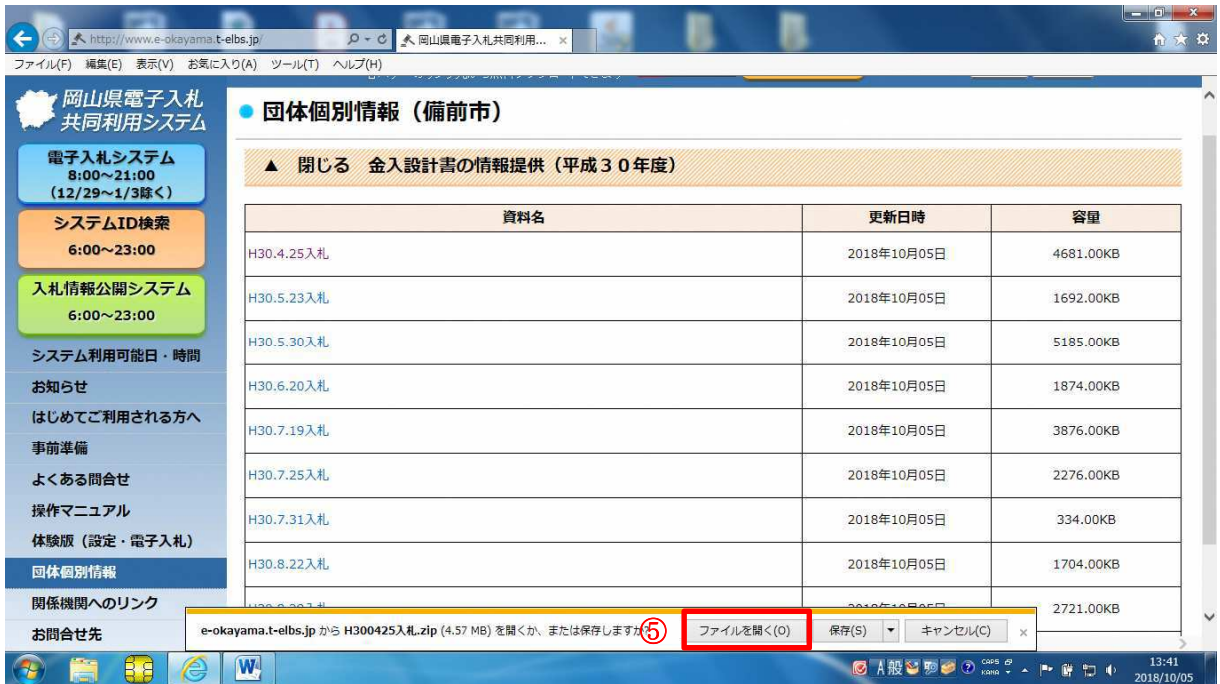 http://www.e-okayama.t-elbs.jp/
岡山県電子入札共同利用...
ファイル(F) 編集(E) 表示(V) お気に入り(A) ツール(T) ヘルプ(H)
岡山県電子入札
共同利用システム
電子入札システム
8:00～21:00
(12/29～1/3除く)
システムID検索
6:00～23:00
入札情報公開システム
6:00～23:00
システム利用可能日・時間
お知らせ
はじめてご利用される方へ
事前準備
よくある問合せ
操作マニュアル
体験版（設定・電子入札）
団体個別情報
関係機関へのリンク
お問合せ先
団体個別情報（備前市）
▲ 閉じる 金入設計書の情報提供（平成３０年度）
資料名 更新日時 容量
H30.4.25入札 2018年10月05日 4681.00KB
H30.5.23入札 2018年10月05日 1692.00KB
H30.5.30入札 2018年10月05日 5185.00KB
H30.6.20入札 2018年10月05日 1874.00KB
H30.7.19入札 2018年10月05日 3876.00KB
H30.7.25入札 2018年10月05日 2276.00KB
H30.7.31入札 2018年10月05日 334.00KB
H30.8.22入札 2018年10月05日 1704.00KB
2721.00KB
e-okayama.t-elbs.jp から H300425入札.zip (4.57 MB) を開くか、または保存しますか?
⑤
ファイルを開く(O) 保存(S) キャンセル(C)
A 般 CAPS KANA
13:41
2018/10/05